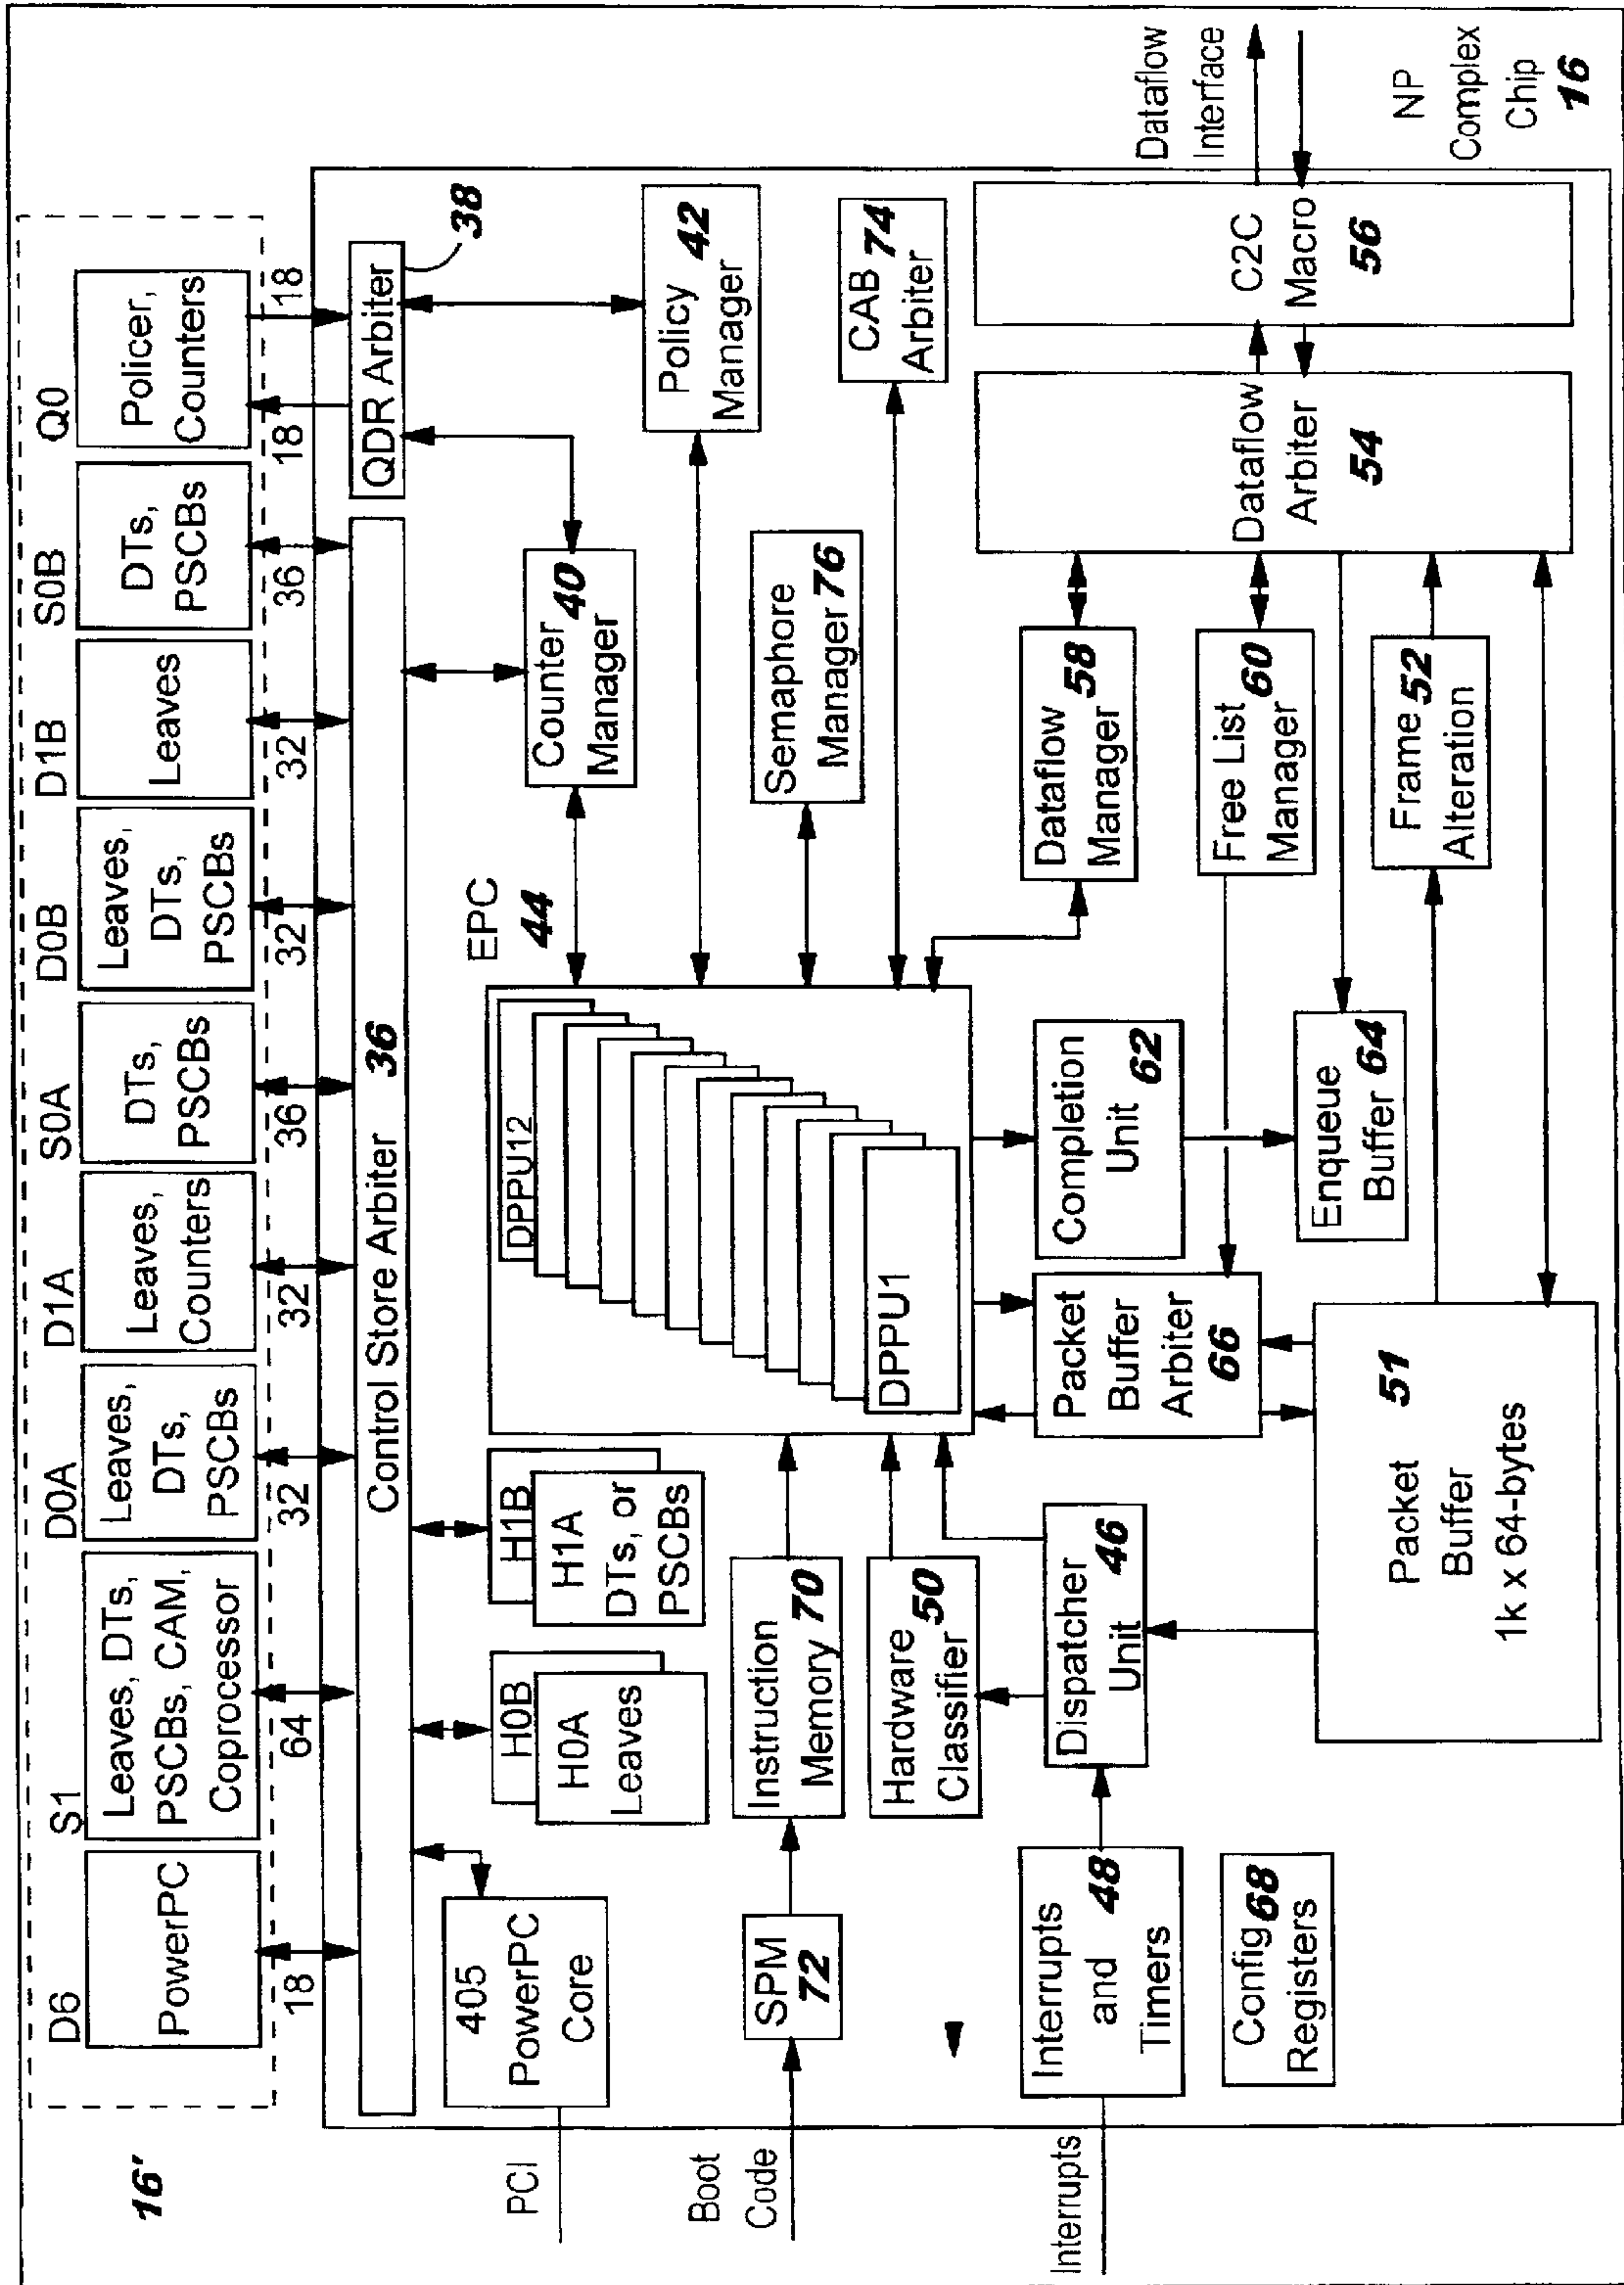 16'
D6
PowerPC
18
S1
Leaves, DTs,
PSCBs, CAM,
Coprocessor
64
D0A
Leaves,
DTs,
PSCBs
32
D1A
Leaves,
Counters
32
S0A
DTs,
PSCBs
36
D0B
Leaves,
DTs,
PSCBs
32
D1B
Leaves
32
S0B
DTs,
PSCBs
36
Q0
Policer,
Counters
18
18
Control Store Arbiter 36
QDR Arbiter
38
PCI
405
PowerPC
Core
H0B
H0A
Leaves
H1B
H1A
DTs, or
PSCBs
EPC
44
Counter 40
Manager
Policy 42
Manager
Boot
Code
SPM
72
Instruction
Memory 70
DPPU12
DPPU1
Semaphore
Manager 76
CAB 74
Arbiter
Hardware
Classifier 50
Interrupts
Interrupts
and 48
Timers
Dispatcher
Unit 46
Packet
Buffer
Arbiter
66
Completion
Unit 62
Dataflow
Manager 58
Config 68
Registers
Free List
Manager 60
Enqueue
Buffer 64
Frame 52
Alteration
Packet 51
Buffer
1k x 64-bytes
Dataflow
Arbiter
54
C2C
Macro
56
Dataflow
Interface
NP
Complex
Chip
16